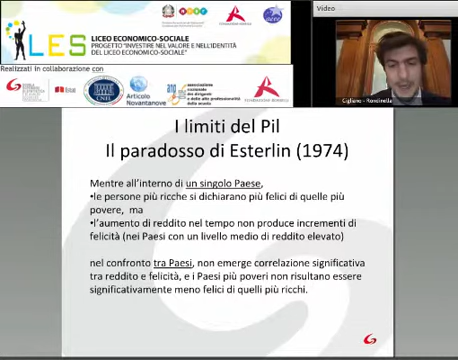 LES
LICEO ECONOMICO-SOCIALE
PROGETTO "INVESTIRE NEL VALORE E NELL'IDENTITÀ
DEL LICEO ECONOMICO-SOCIALE"
Realizzati in collaborazione con
Articolo
Novantanove
associazione
Video
Cigliano - Rondinella
I limiti del Pil
Il paradosso di Esterlin (1974)
Mentre all'interno di un singolo Paese,
•le persone più ricche si dichiarano più felici di quelle più
povere, ma
•l'aumento di reddito nel tempo non produce incrementi di
felicità (nei Paesi con un livello medio di reddito elevato)
nel confronto tra Paesi, non emerge correlazione significativa
tra reddito e felicità, e i Paesi più poveri non risultano essere
significativamente meno felici di quelli più ricchi.